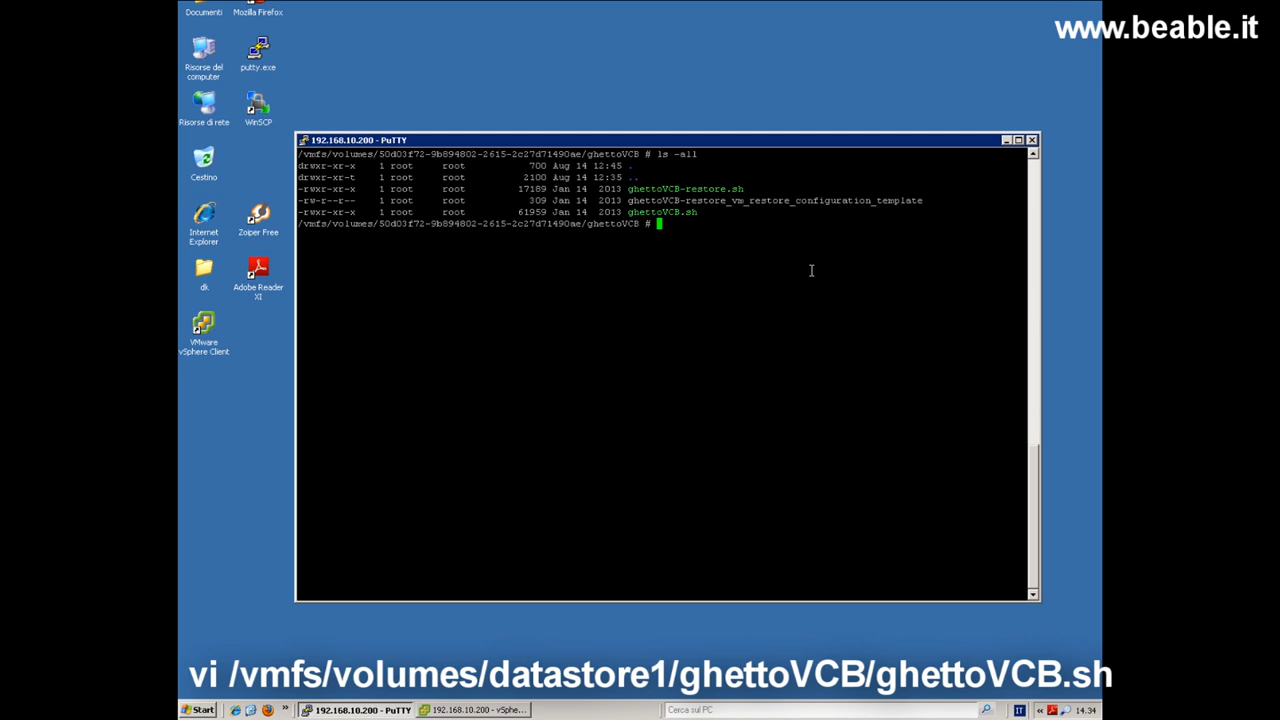 www.beable.it
Documenti
Mozilla Firefox
Risorse del computer
putty.exe
Risorse di rete
WinSCP
Cestino
Internet Explorer
Zoiper Free
dk
Adobe Reader XI
VMware vSphere Client
192.168.10.200 - PuTTY
/vmfs/volumes/50d03f72-9b894802-2615-2c27d71490ae/ghettoVCB # ls -all
drwxr-xr-x 1 root root 700 Aug 14 12:45 .
drwxr-xr-t 1 root root 2100 Aug 14 12:35 ..
-rwxr-xr-x 1 root root 17189 Jan 14 2013 ghettoVCB-restore.sh
-rw-r--r-- 1 root root 309 Jan 14 2013 ghettoVCB-restore_vm_restore_configuration_template
-rwxr-xr-x 1 root root 61959 Jan 14 2013 ghettoVCB.sh
/vmfs/volumes/50d03f72-9b894802-2615-2c27d71490ae/ghettoVCB #
vi /vmfs/volumes/datastore1/ghettoVCB/ghettoVCB.sh
Start
»
192.168.10.200 - PuTTY
192.168.10.200 - vSphe...
Cerca sul PC
IT
«
14.34